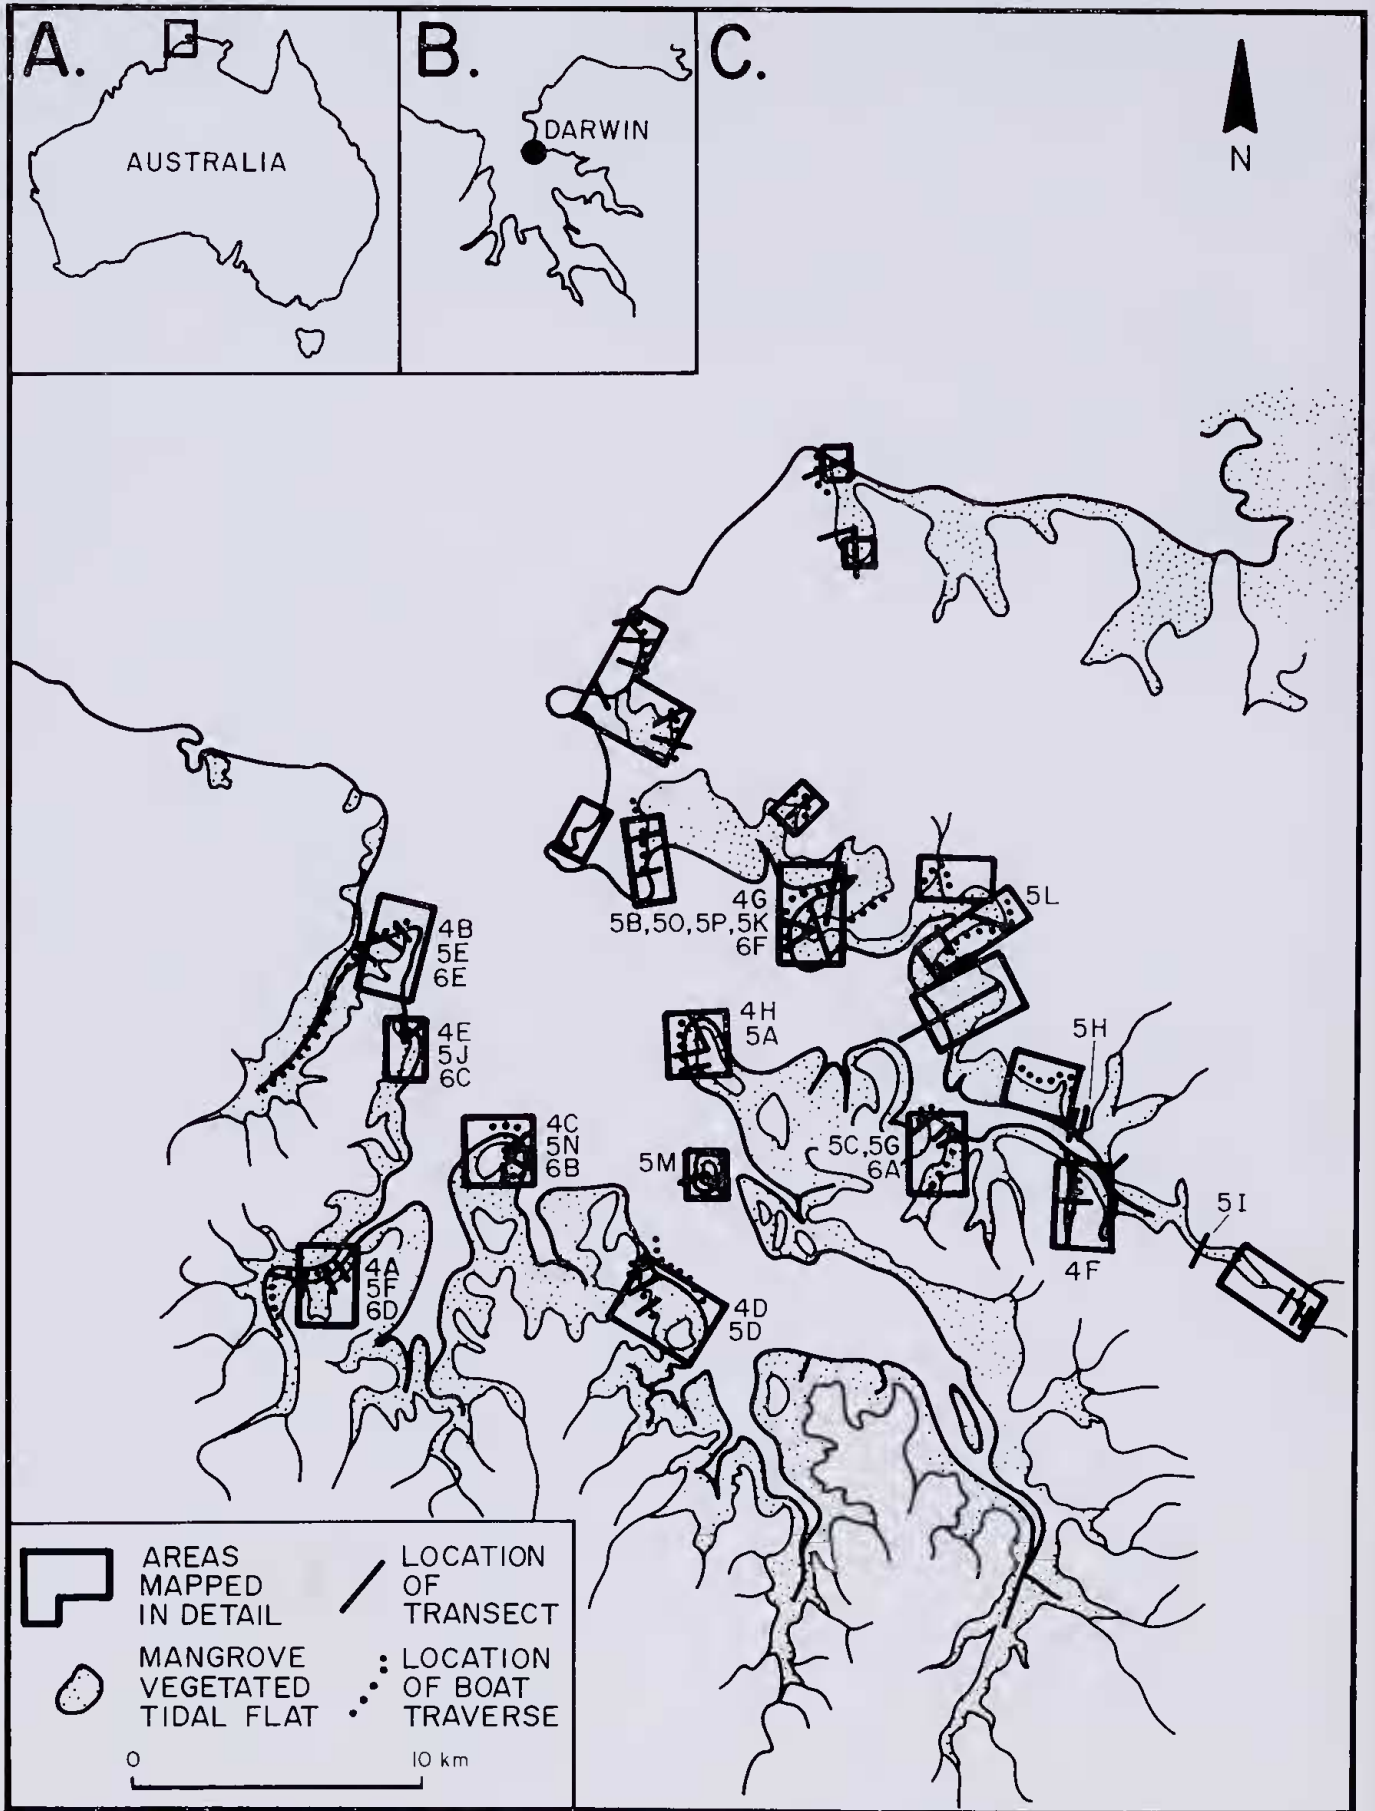 A.
AUSTRALIA
B.
DARWIN
C.
N
5L
4G
5B,5O,5P,5K
6F
4B
5E
6E
4H
5A
4E
5J
6C
5H
4C
5N
6B
5M
5C,5G
6A
5I
4A
5F
6D
4F
4D
5D
AREAS
MAPPED
IN DETAIL
LOCATION
OF
TRANSECT
MANGROVE
VEGETATED
TIDAL FLAT
LOCATION
OF BOAT
TRAVERSE
0
10 km